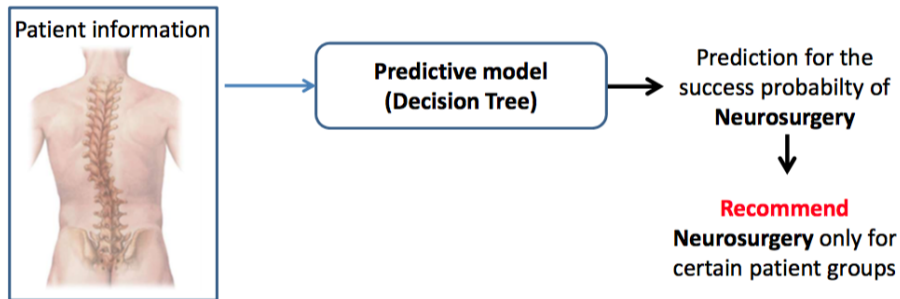 Patient information
Predictive model
(Decision Tree)
Prediction for the
success probabilty of
Neurosurgery
Recommend
Neurosurgery only for
certain patient groups